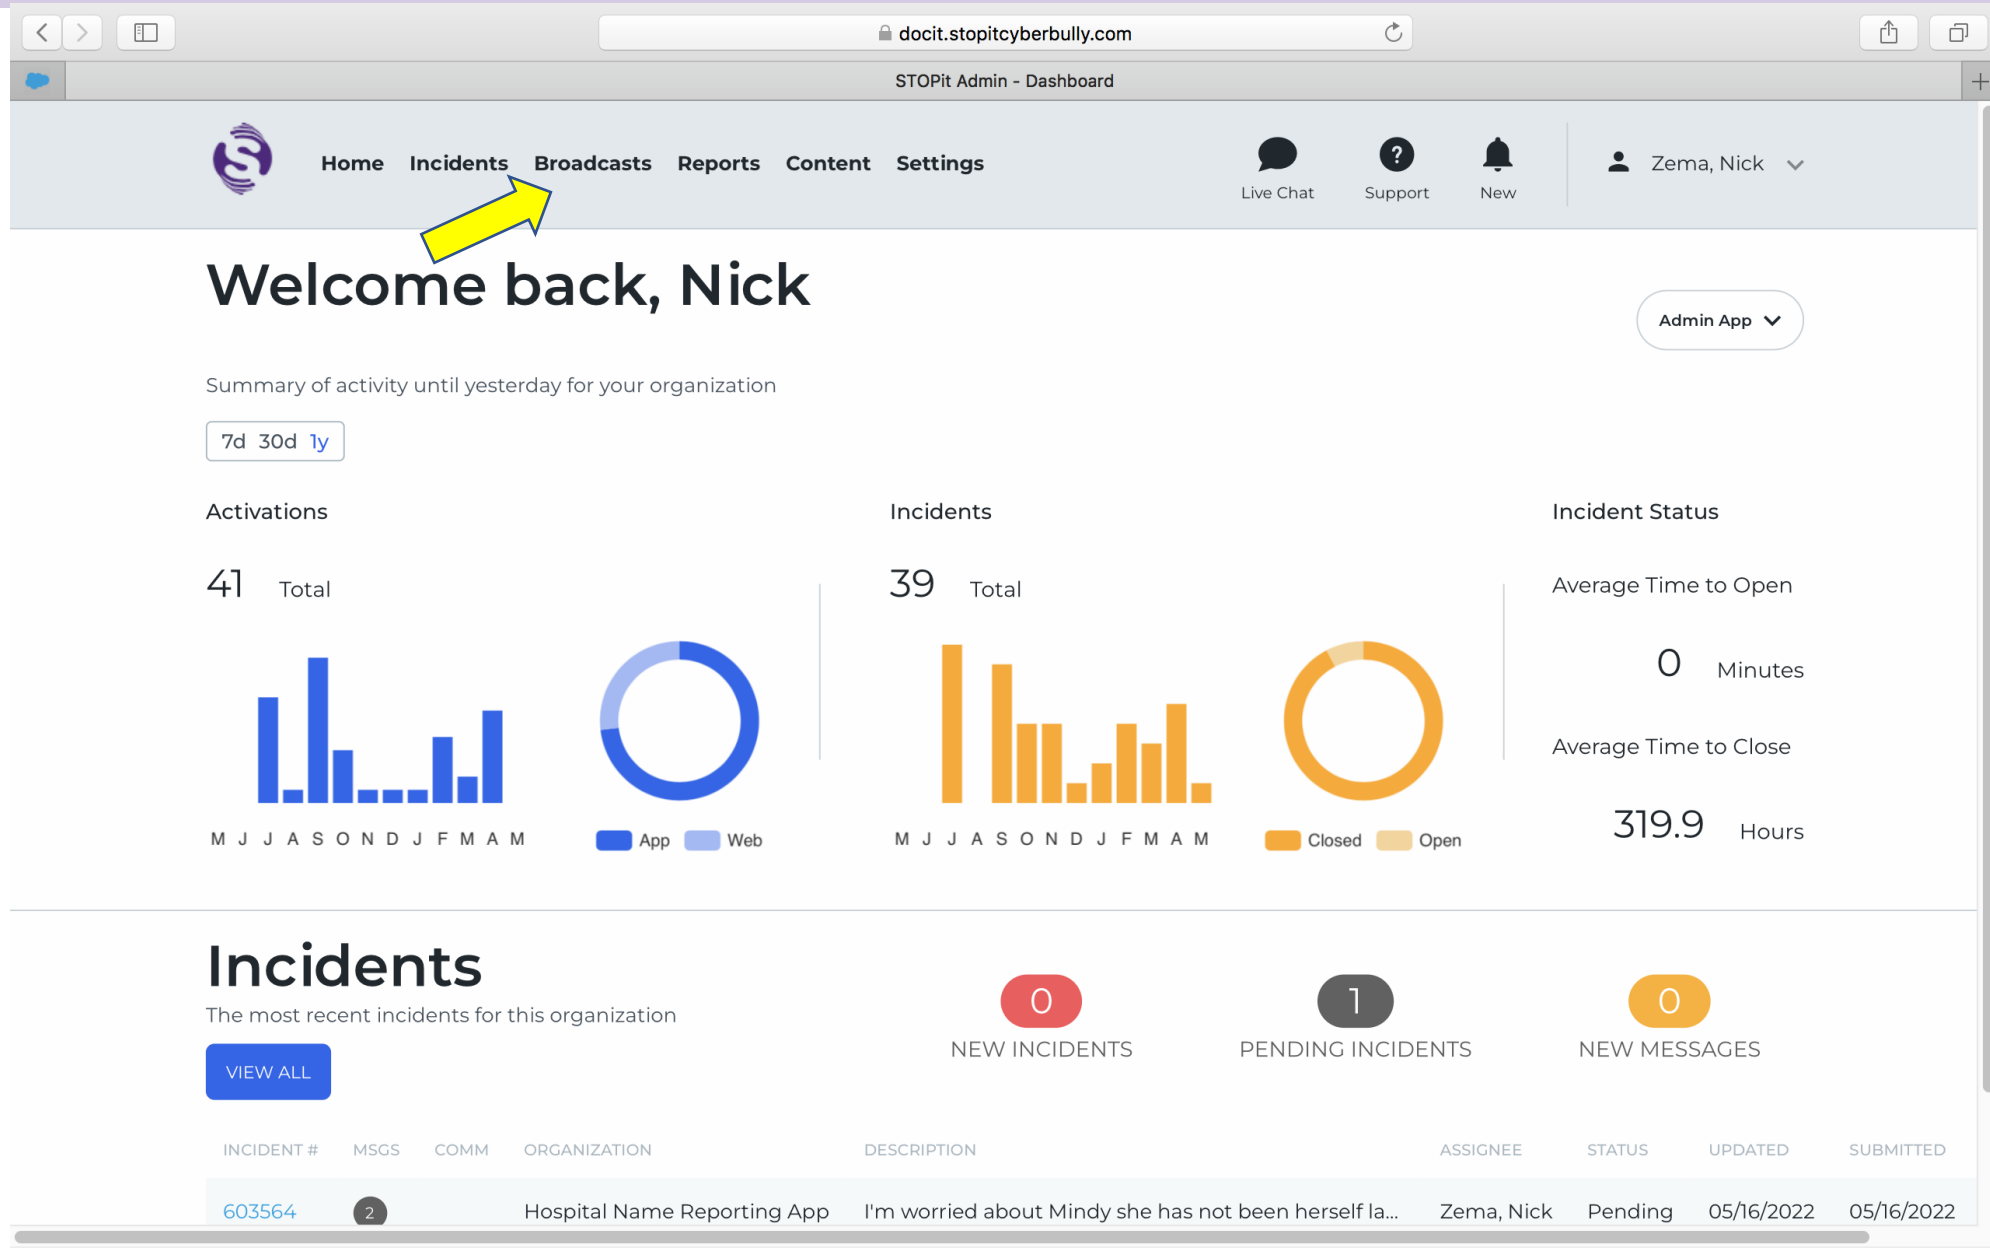 docit.stopitcyberbully.com
STOPit Admin - Dashboard
S Home Incidents Broadcasts Reports Content Settings
? Zema, Nick
Live Chat Support New
Welcome back, Nick
Admin App
Summary of activity until yesterday for your organization
7d 30d 1y
Activations Incidents Incident Status
41 Total 39 Total Average Time to Open
0 Minutes
Average Time to Close
319.9 Hours
M J J A S O N D J F M A M App Web M J J A S O N D J F M A M Closed Open
Incidents
The most recent incidents for this organization
0 1 0
NEW INCIDENTS PENDING INCIDENTS NEW MESSAGES
VIEW ALL
INCIDENT # MSGS COMM ORGANIZATION DESCRIPTION ASSIGNEE STATUS UPDATED SUBMITTED
603564 2 Hospital Name Reporting App I'm worried about Mindy she has not been herself la... Zema, Nick Pending 05/16/2022 05/16/2022